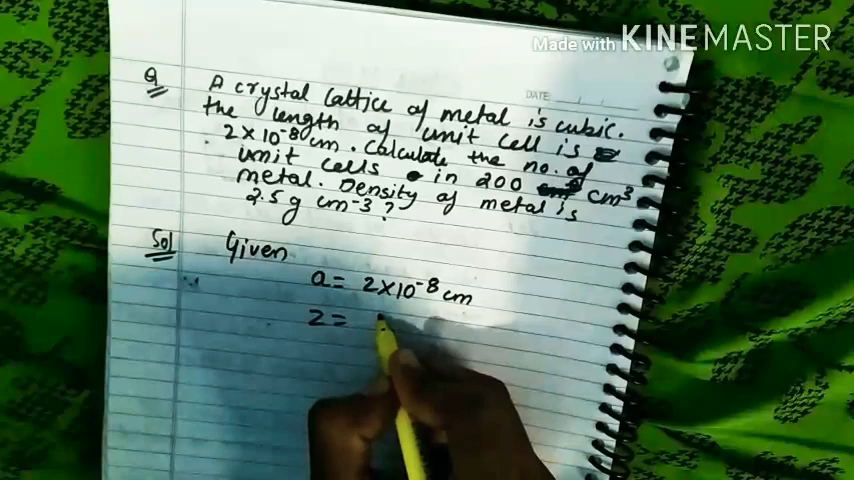 Made with KINEMASTER
DATE:
Q A crystal lattice of metal is cubic.
the length of unit cell is
2×10⁻⁸ cm. Calculate the no. of
unit cells in 200 cm³
metal. Density of metal is
2.5g cm⁻³?
Sol Given
a= 2×10⁻⁸ cm
Z=